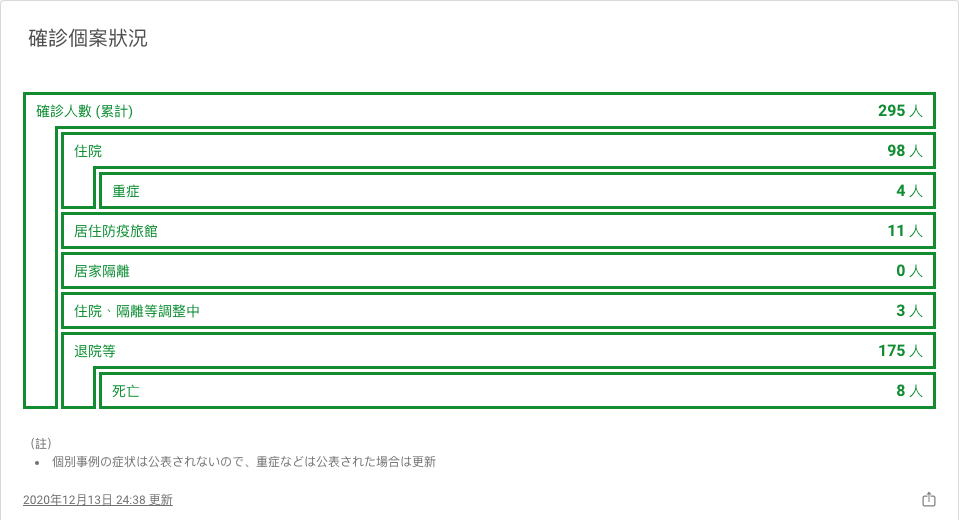 確診個案狀況
確診人數 (累計) 295 人
住院 98 人
重症 4 人
居住防疫旅館 11 人
居家隔離 0 人
住院、隔離等調整中 3 人
退院等 175 人
死亡 8 人
(註)
• 個別事例の症状は公表されないので、重症などは公表された場合は更新
2020年12月13日 24:38 更新